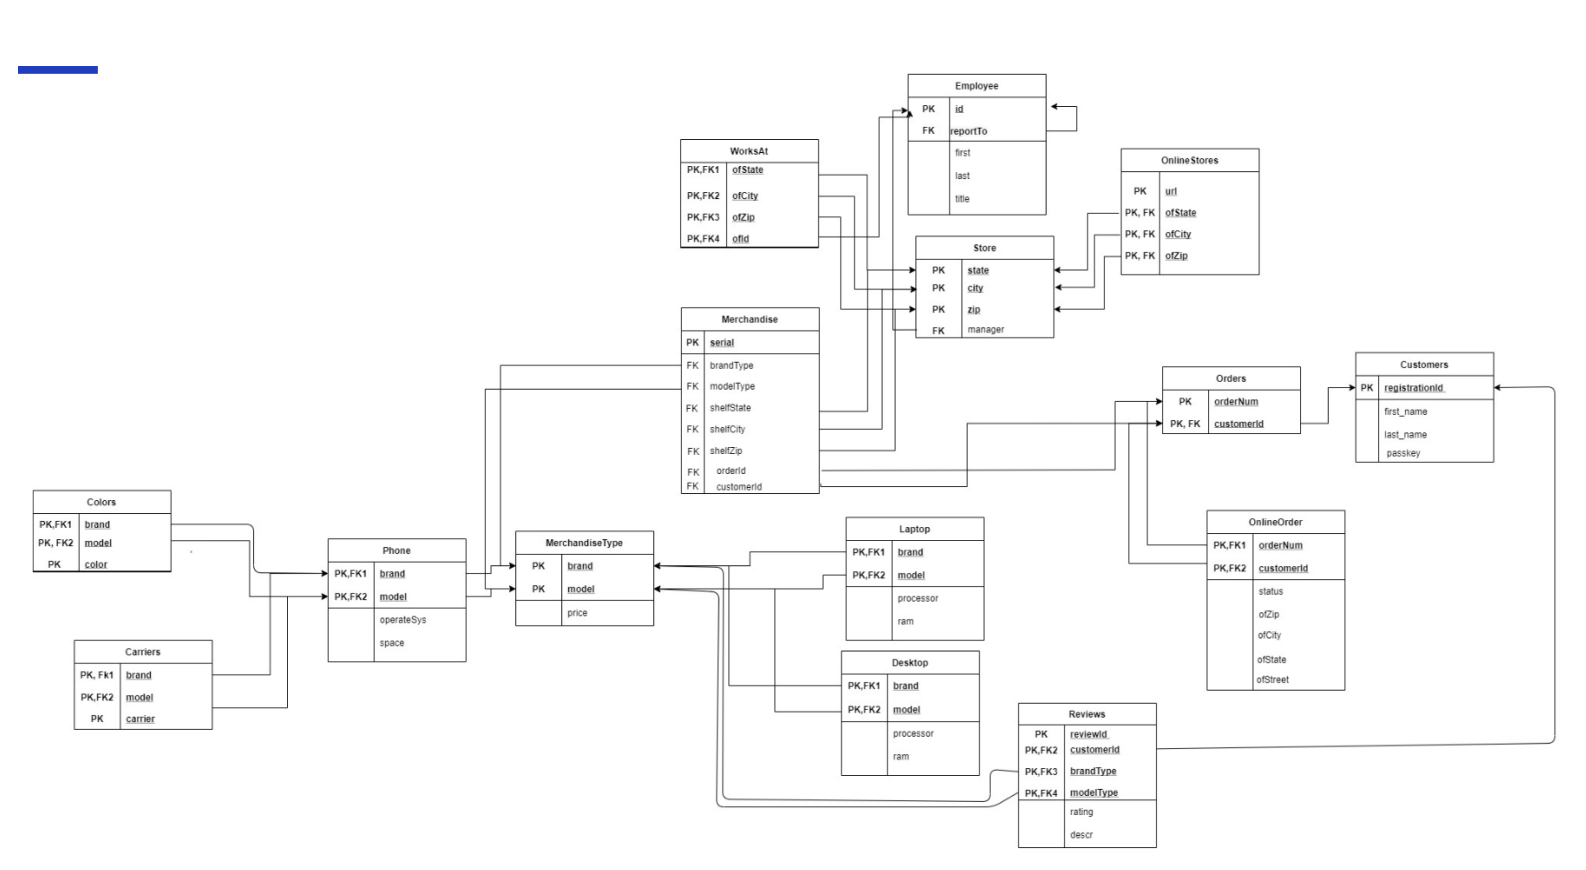 Employee
PK id
FK reportTo
first
last
title
WorksAt
PK,FK1 ofState
PK,FK2 ofCity
PK,FK3 ofZip
PK,FK4 ofId
OnlineStores
PK url
PK, FK ofState
PK, FK ofCity
PK, FK ofZip
Store
PK state
PK city
PK zip
FK manager
Merchandise
PK serial
FK brandType
FK modelType
FK shelfState
FK shelfCity
FK shelfZip
FK orderId
FK customerId
Orders
PK orderNum
PK, FK customerId
Customers
PK registrationId
first_name
last_name
passkey
Colors
PK,FK1 brand
PK, FK2 model
PK color
Phone
PK,FK1 brand
PK,FK2 model
operateSys
space
MerchandiseType
PK brand
PK model
price
Laptop
PK,FK1 brand
PK,FK2 model
processor
ram
OnlineOrder
PK,FK1 orderNum
PK,FK2 customerId
status
ofZip
ofCity
ofState
ofStreet
Carriers
PK, Fk1 brand
PK,FK2 model
PK carrier
Desktop
PK,FK1 brand
PK,FK2 model
processor
ram
Reviews
PK reviewId
PK,FK2 customerId
PK,FK3 brandType
PK,FK4 modelType
rating
descr